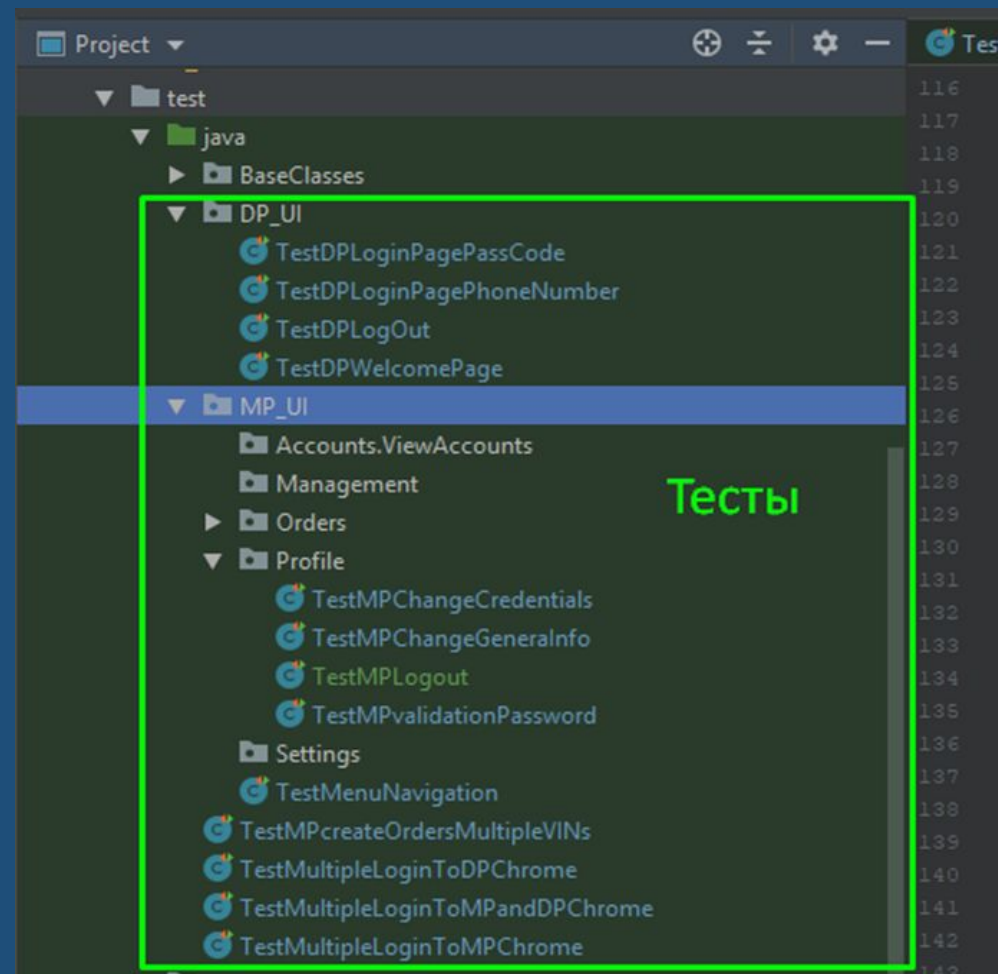 Project
Tes
test
java
BaseClasses
DP_UI
TestDPLoginPagePassCode
TestDPLoginPagePhoneNumber
TestDPLogOut
TestDPWelcomePage
MP_UI
Accounts.ViewAccounts
Management
Orders
Profile
TestMPChangeCredentials
TestMPChangeGeneralnfo
TestMPLogout
TestMPvalidationPassword
Settings
TestMenuNavigation
TestMPcreateOrdersMultipleVINs
TestMultipleLoginToDPChrome
TestMultipleLoginToMPandDPChrome
TestMultipleLoginToMPChrome
Тесты
116
117
118
119
120
121
122
123
124
125
126
127
128
129
130
131
132
133
134
135
136
137
138
139
140
141
142